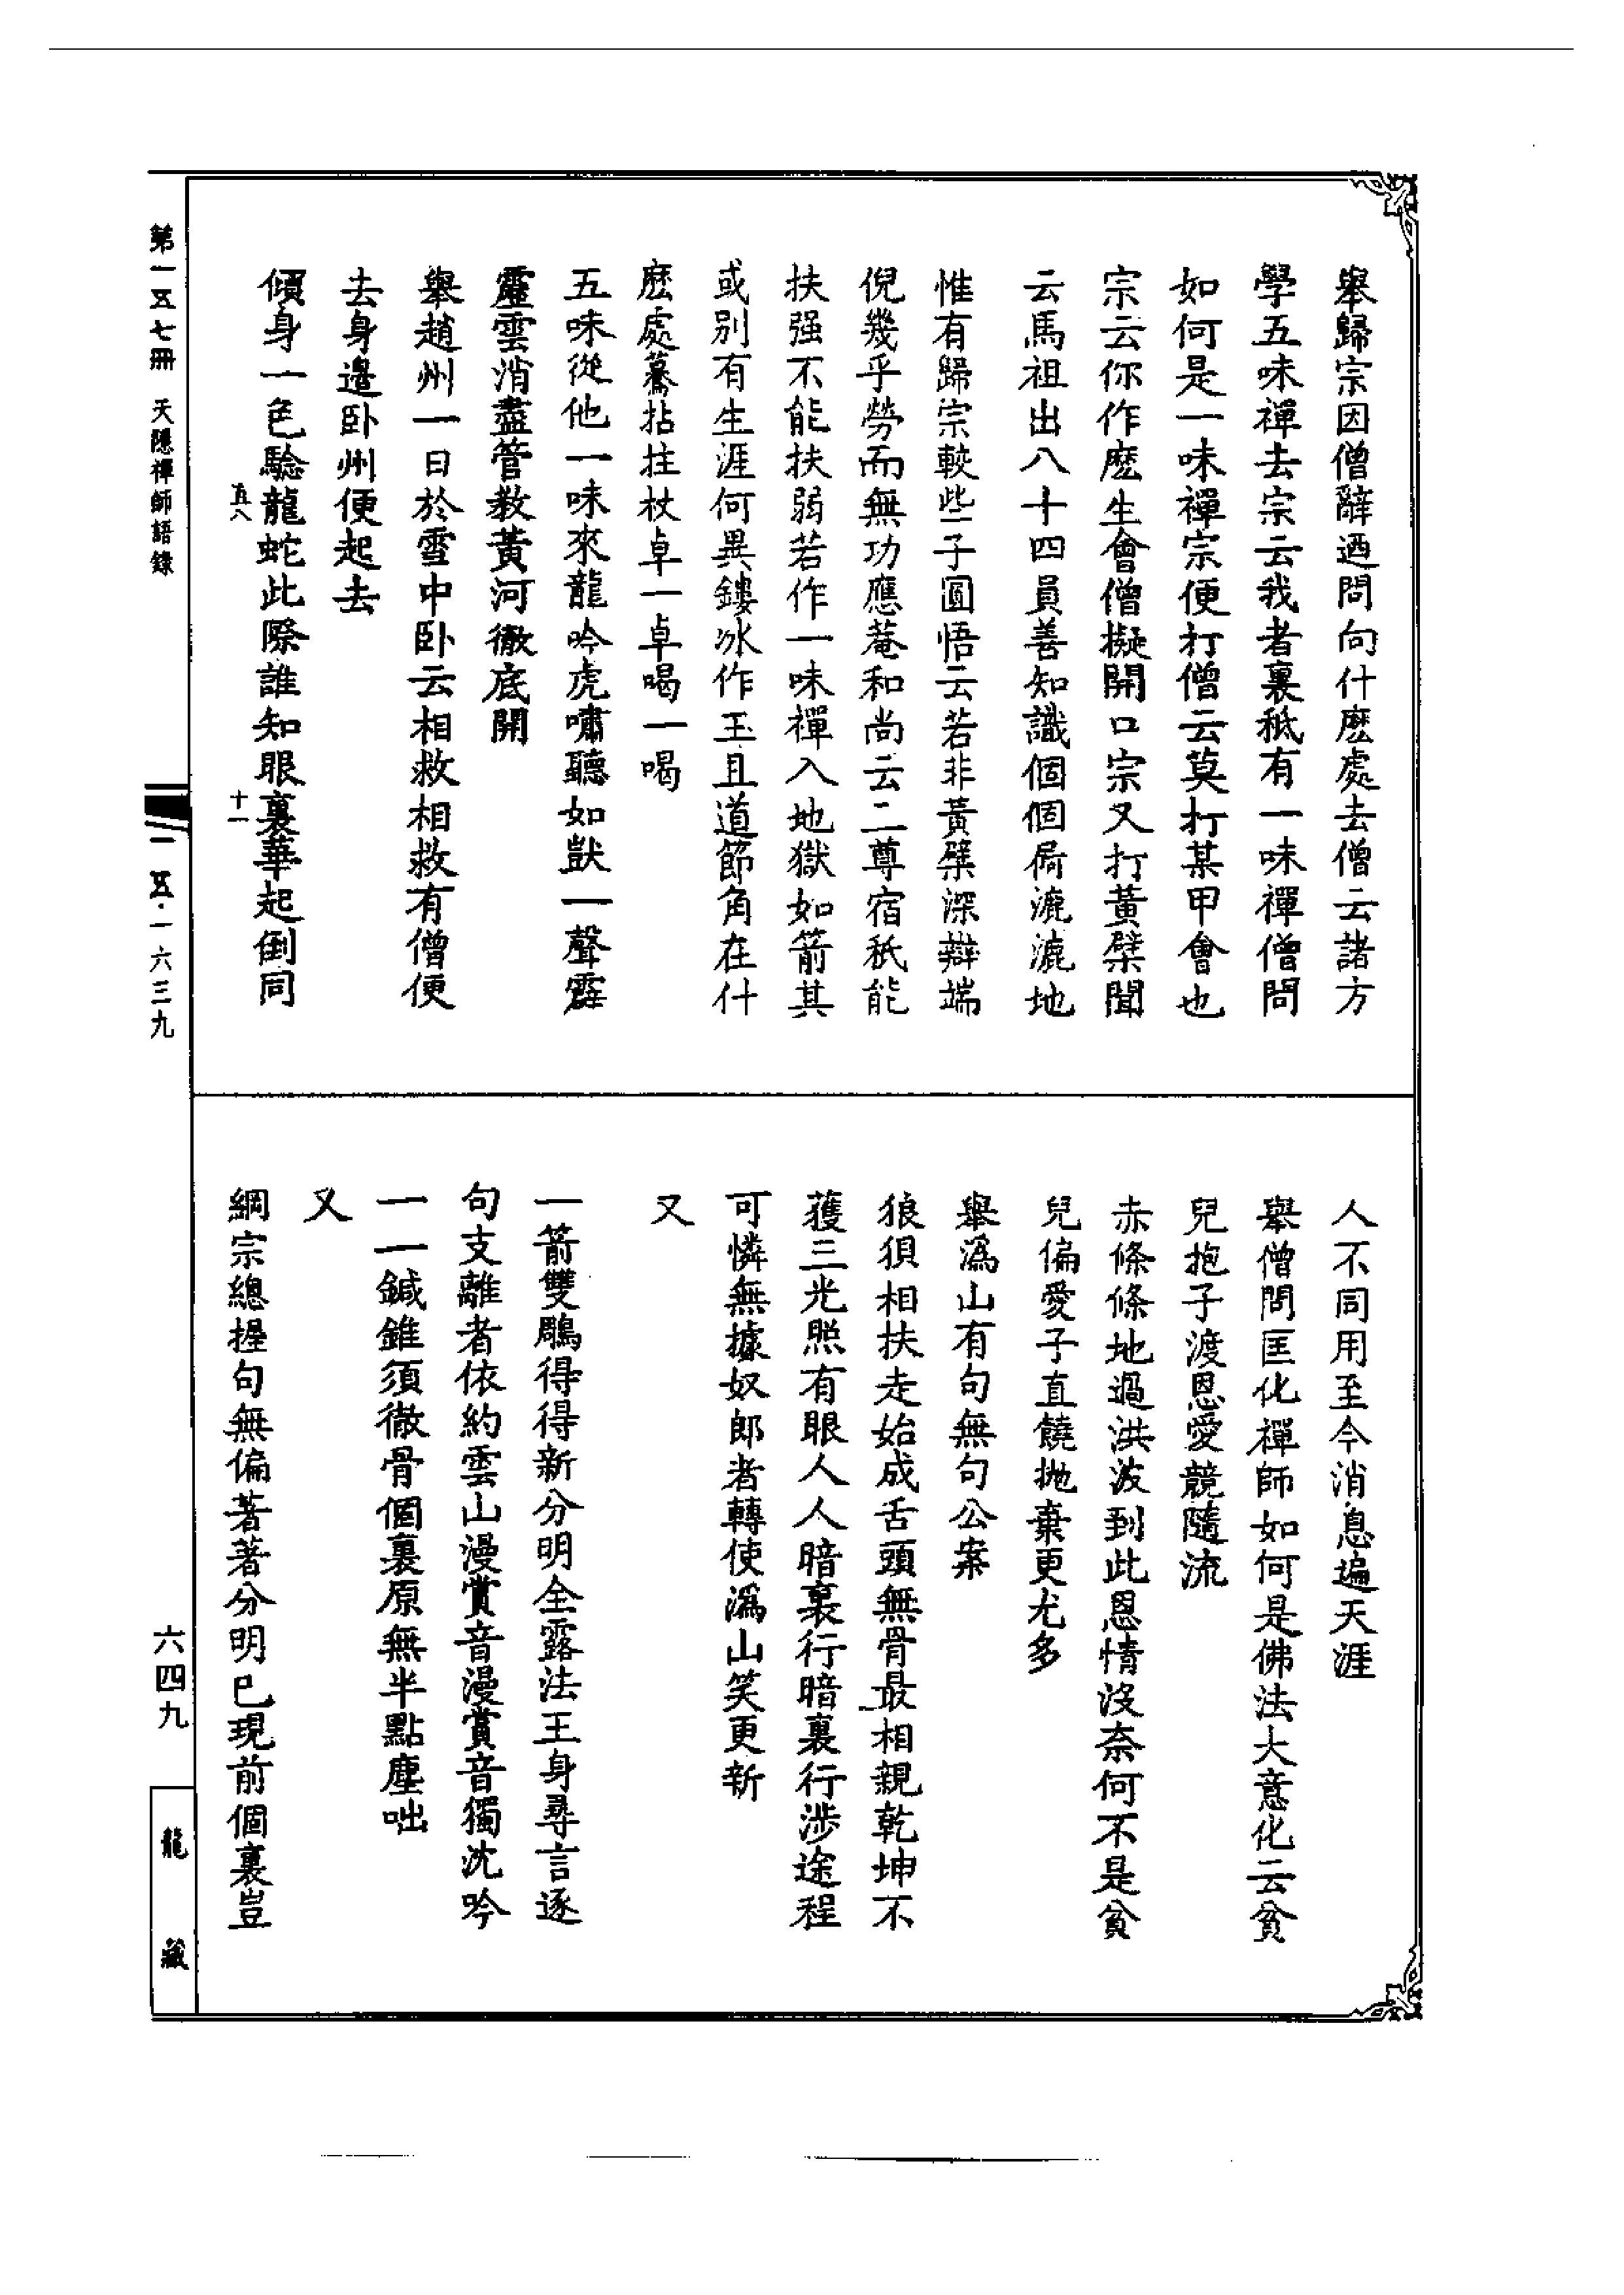 舉歸宗因僧辭迺問向什麽處去僧云諸方
學五味禪去宗云我者裏秪有一味禪僧問
如何是一味禪宗便打僧云莫打某甲會也
宗云你作麽生會僧擬開口宗又打黃檗聞
云馬祖出八十四員善知識個個屙漉漉地
惟有歸宗較些子圓悟云若非黃檗深辯端
倪幾乎勞而無功應菴和尚云二尊宿秖能
扶强不能扶弱若作一味禪入地獄如箭其
或別有生涯何異鏤冰作玉且道節角在什
麽處驀拈拄杖卓一卓喝一喝
五味從他一味來龍吟虎嘯聽如獃一聲霹
靂雲消盡管教黃河徹底開
舉趙州一日於雪中卧云相救相救有僧便
去身邊卧州便起去
傾身一色驗龍蛇此際誰知眼裏華起倒同
人不同用至今消息遍天涯
舉僧問匡化禪師如何是佛法大意化云貧
兒抱子渡恩愛競隨流
赤條條地過洪波到此恩情沒奈何不是貧
兒偏愛子直饒拋棄更尤多
舉溈山有句無句公案
狼狽相扶走始成舌頭無骨最相親乾坤不
獲三光照有眼人人暗裏行暗裏行涉途程
可憐無據奴郎者轉使溈山笑更新
又
一箭雙鵰得得新分明全露法王身尋言逐
句支離者依約雲山漫賞音漫賞音獨沈吟
一一鍼錐須徹骨個裏原無半點塵咄
又
綱宗總握句無偏著著分明已現前個裏豈
第一五七冊 天隱禪師語錄
五八
十一
一五·一六三九
六四九
龍藏